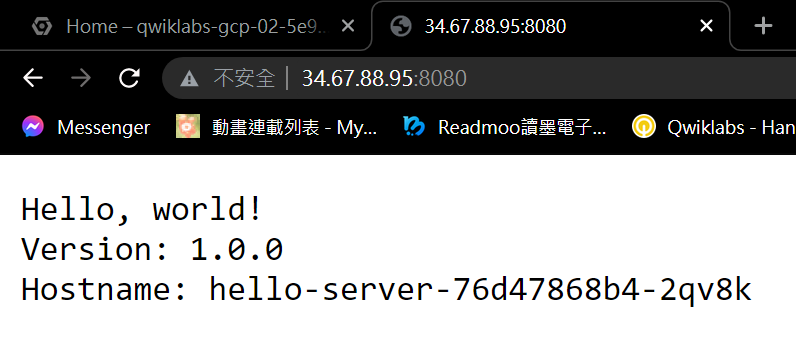 Home – qwiklabs-gcp-02-5e9..
34.67.88.95:8080
不安全 | 34.67.88.95:8080
Messenger
動畫連載列表 - My...
Readmoo讀墨電子...
Qwiklabs - Han
Hello, world!
Version: 1.0.0
Hostname: hello-server-76d47868b4-2qv8k